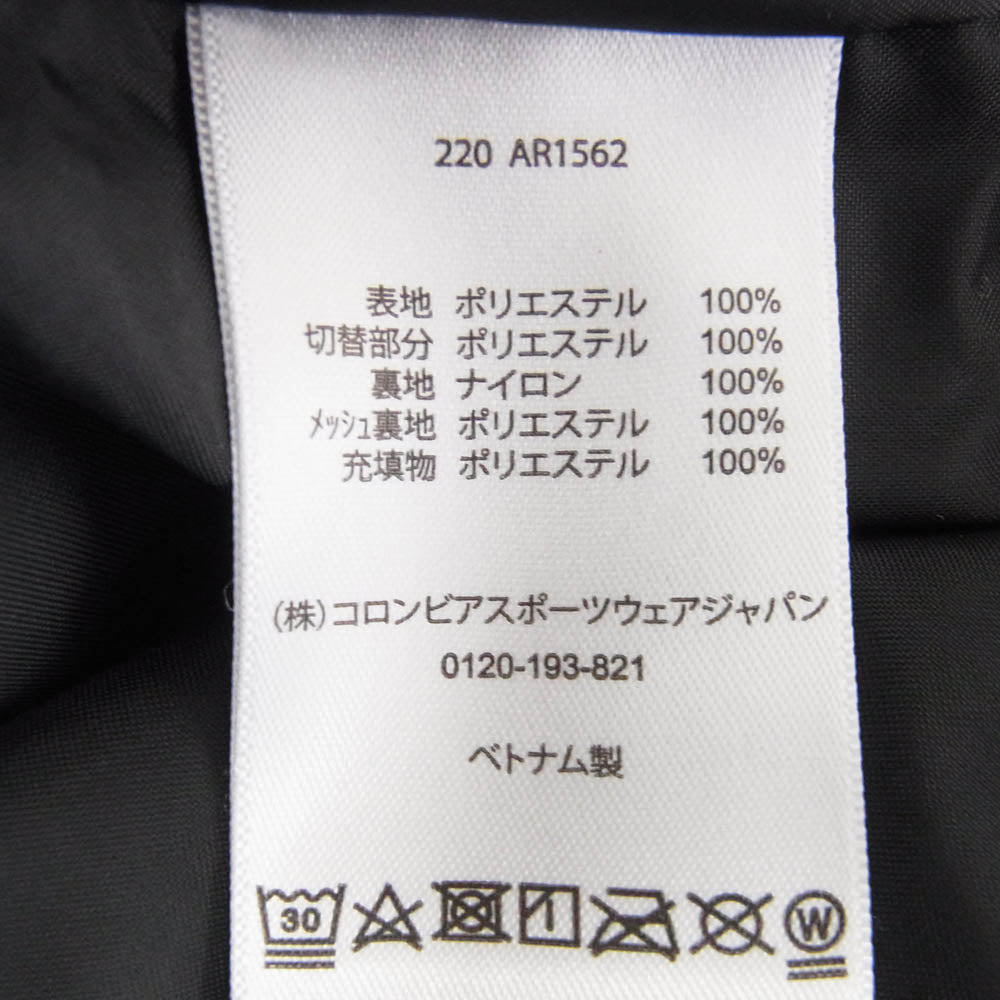 220 AR1562
表地 ポリエステル 100%
切替部分 ポリエステル 100%
裏地 ナイロン 100%
ﾒｯｼｭ裏地 ポリエステル 100%
充填物 ポリエステル 100%
(株)コロンビアスポーツウェアジャパン
0120-193-821
ベトナム製
30 W